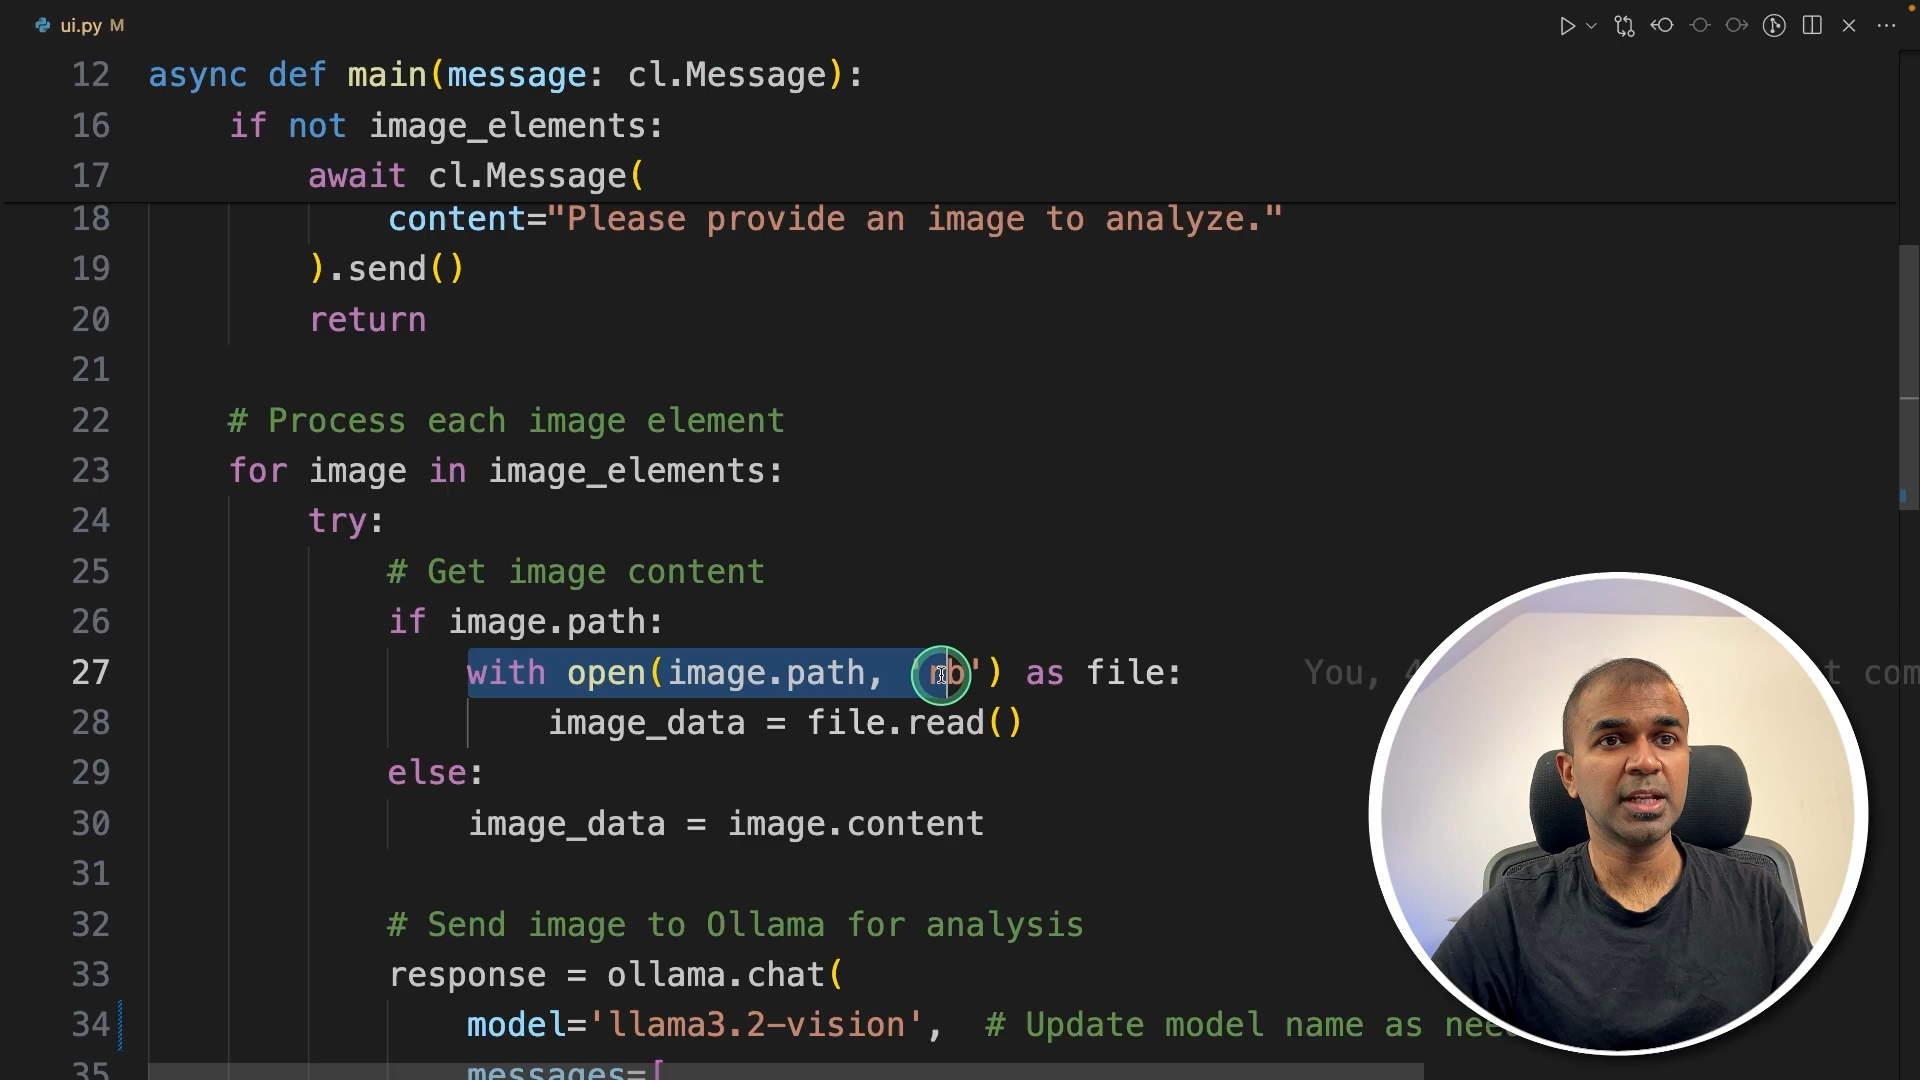 ui.py M
12 async def main(message: cl.Message):
16 if not image_elements:
17 await cl.Message(
18 content="Please provide an image to analyze."
19 ).send()
20 return
21
22 # Process each image element
23 for image in image_elements:
24 try:
25 # Get image content
26 if image.path:
27 with open(image.path, 'rb') as file: You,
28 image_data = file.read()
29 else:
30 image_data = image.content
31
32 # Send image to Ollama for analysis
33 response = ollama.chat(
34 model='llama3.2-vision', # Update model name as
35 messages=[